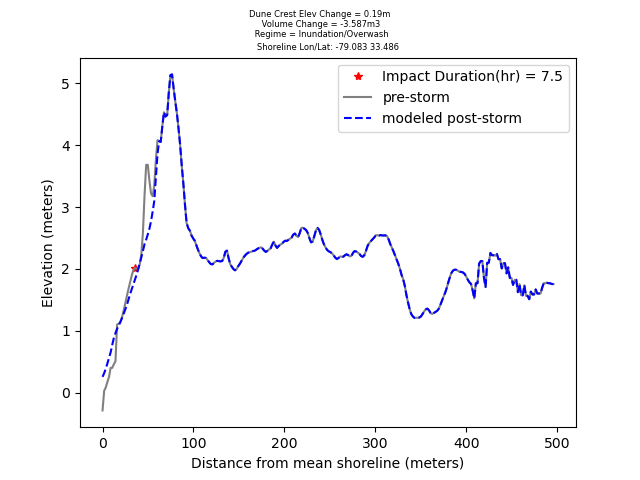 Dune Crest Elev Change = 0.19m
Volume Change = -3.587m3
Regime = Inundation/Overwash
Shoreline Lon/Lat: -79.083 33.486
Impact Duration(hr) = 7.5
pre-storm
modeled post-storm
Elevation (meters)
5
4
3
2
1
0
0 100 200 300 400 500
Distance from mean shoreline (meters)